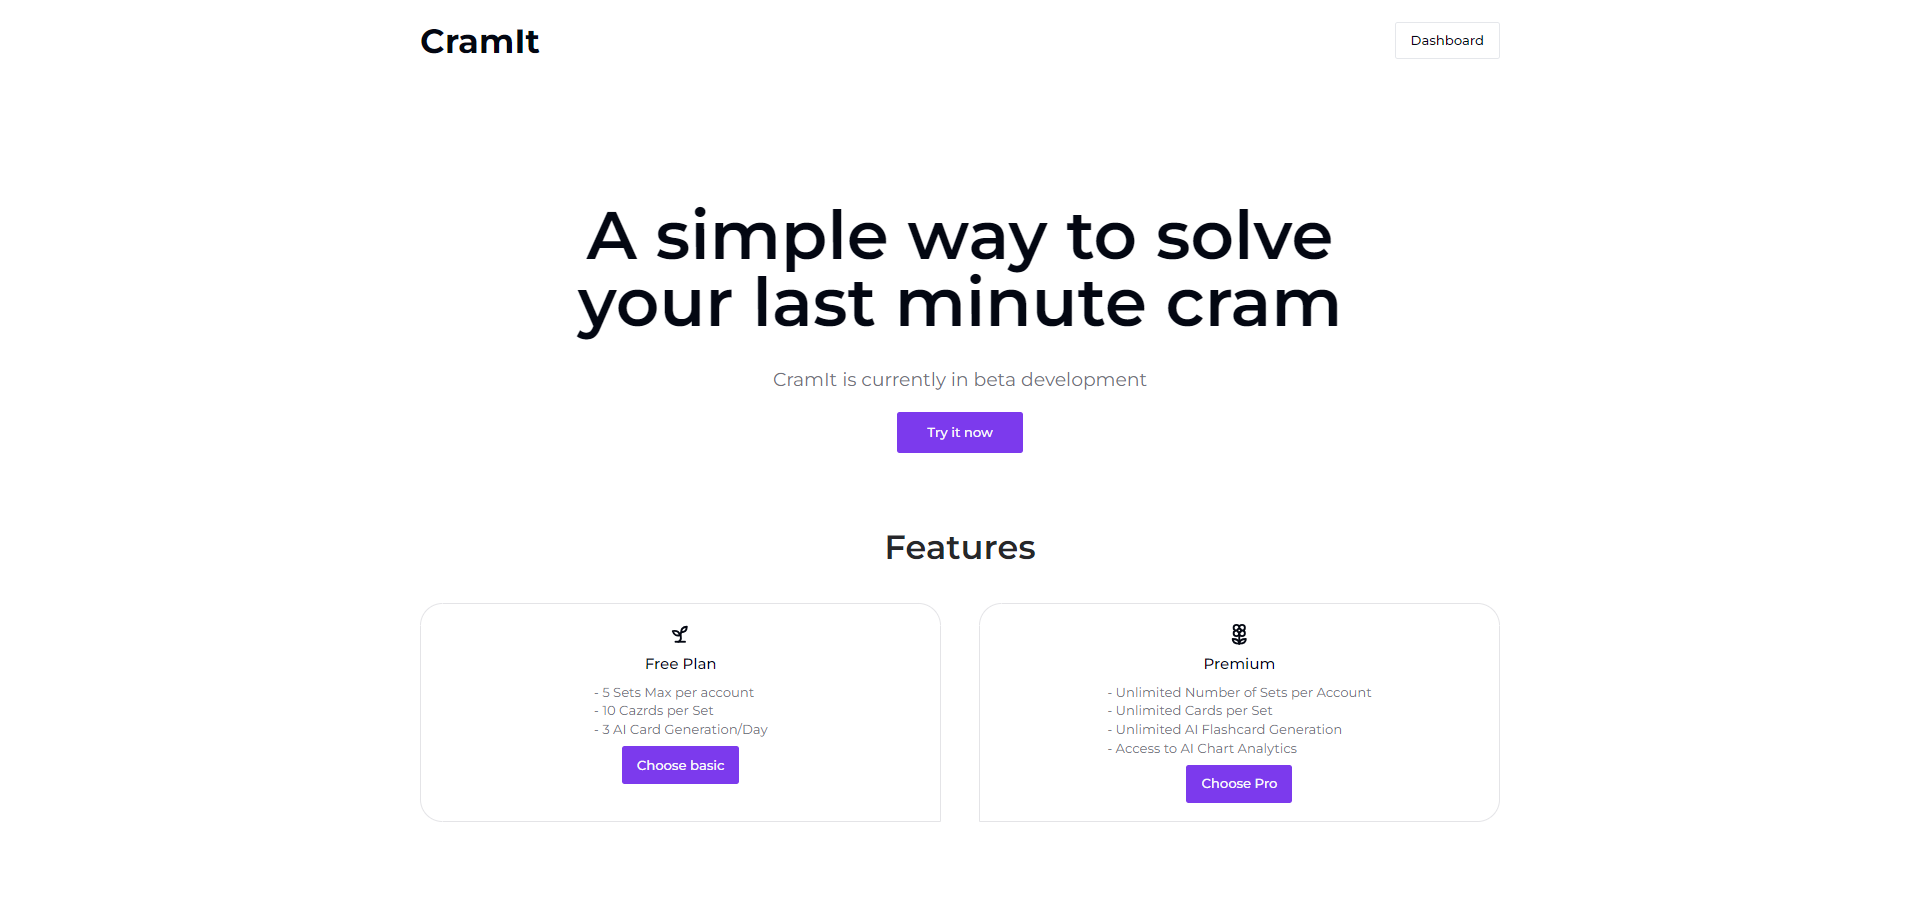 CramIt
Dashboard
A simple way to solve
your last minute cram
CramIt is currently in beta development
Try it now
Features
Free Plan
- 5 Sets Max per account
- 10 Cazrds per Set
- 3 AI Card Generation/Day
Choose basic
Premium
- Unlimited Number of Sets per Account
- Unlimited Cards per Set
- Unlimited AI Flashcard Generation
- Access to AI Chart Analytics
Choose Pro